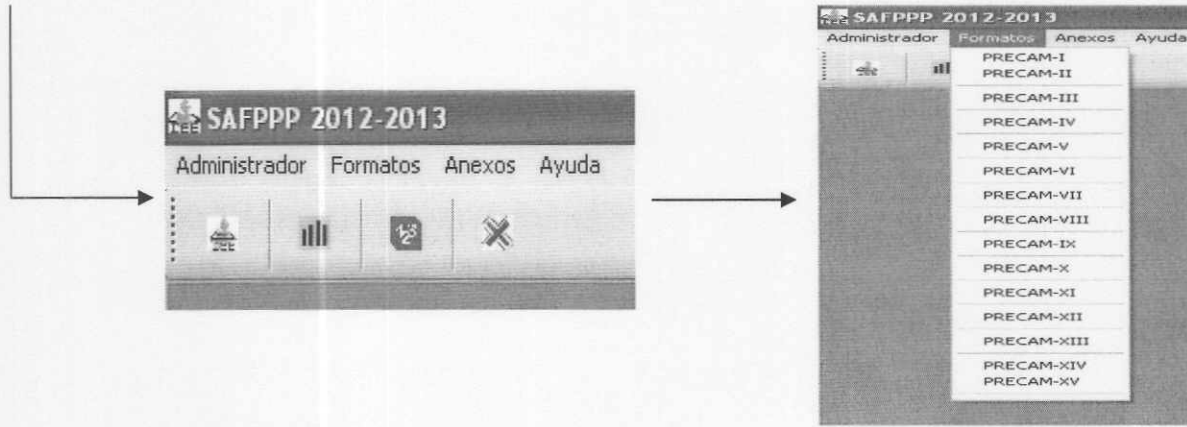 SAFPPP 2012-2013
Administrador Formatos Anexos Ayuda
IEE
SAFPPP 2012-2013
Administrador Formatos Anexos Ayuda
PRECAM-I
PRECAM-II
PRECAM-III
PRECAM-IV
PRECAM-V
PRECAM-VI
PRECAM-VII
PRECAM-VIII
PRECAM-IX
PRECAM-X
PRECAM-XI
PRECAM-XII
PRECAM-XIII
PRECAM-XIV
PRECAM-XV